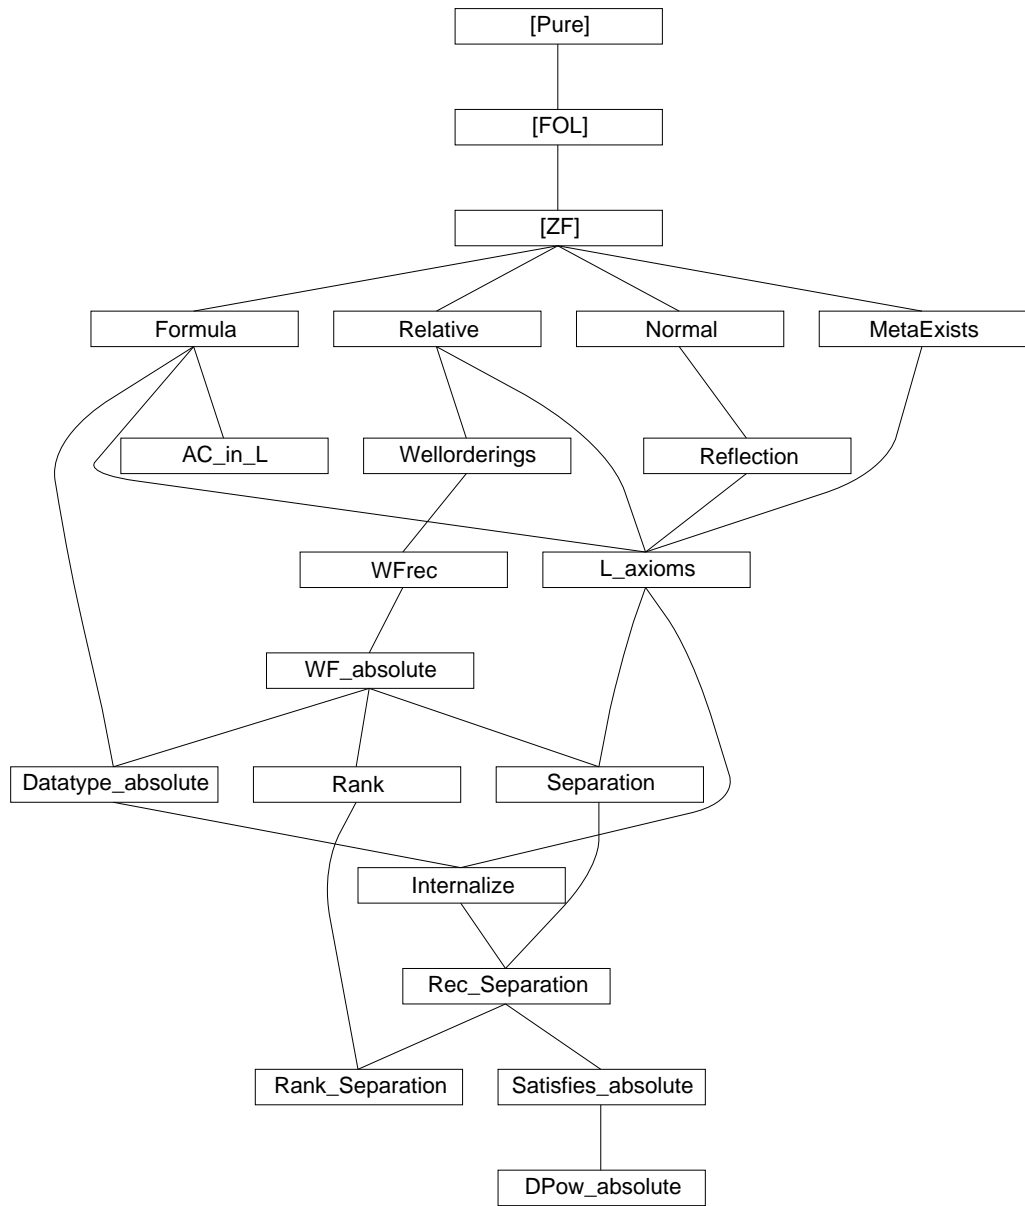 [Pure]
[FOL]
[ZF]
Formula
Relative
Normal
MetaExists
AC_in_L
Wellorderings
Reflection
WFrec
L_axioms
WF_absolute
Datatype_absolute
Rank
Separation
Internalize
Rec_Separation
Rank_Separation
Satisfies_absolute
DPow_absolute